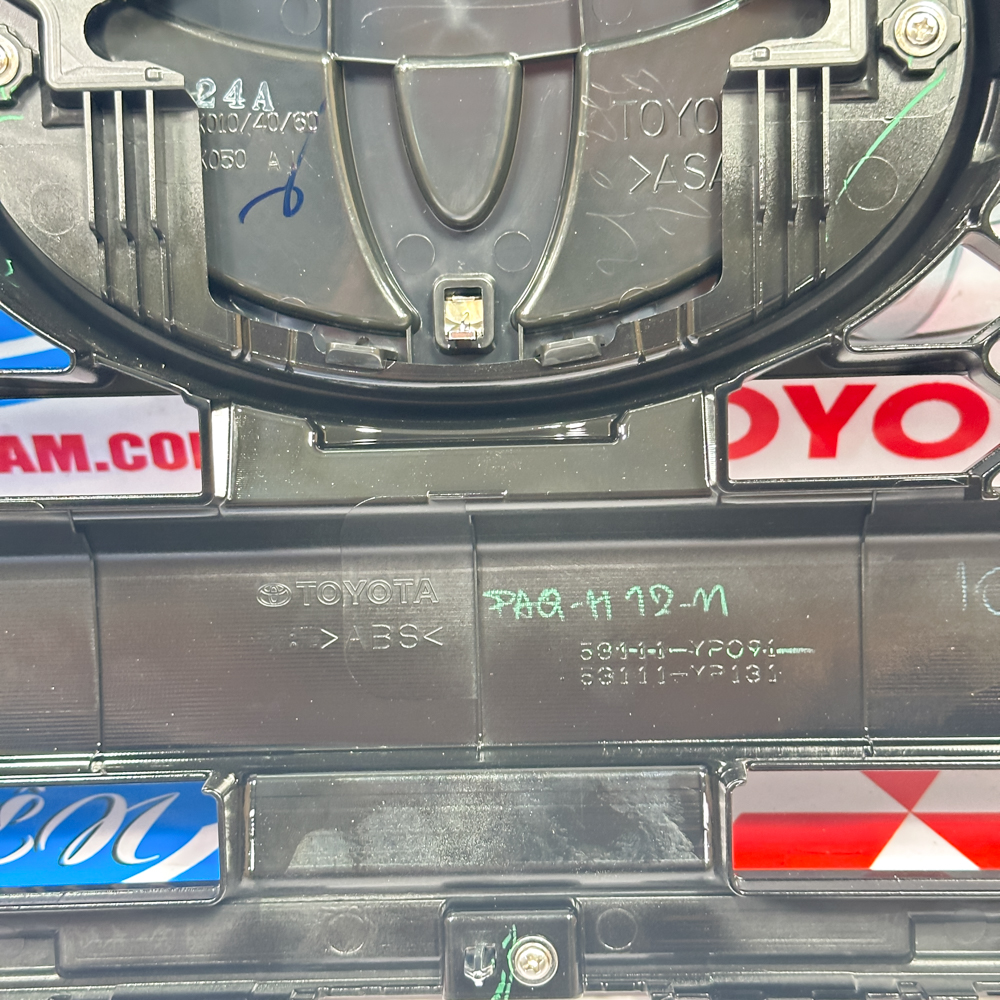 24A
K010/40/60
K050
TOYO
>ASA
AM.CO
OYO
TOYOTA
>ABS<
PAQ-M 12-M
53111-YP091
53111-YP131